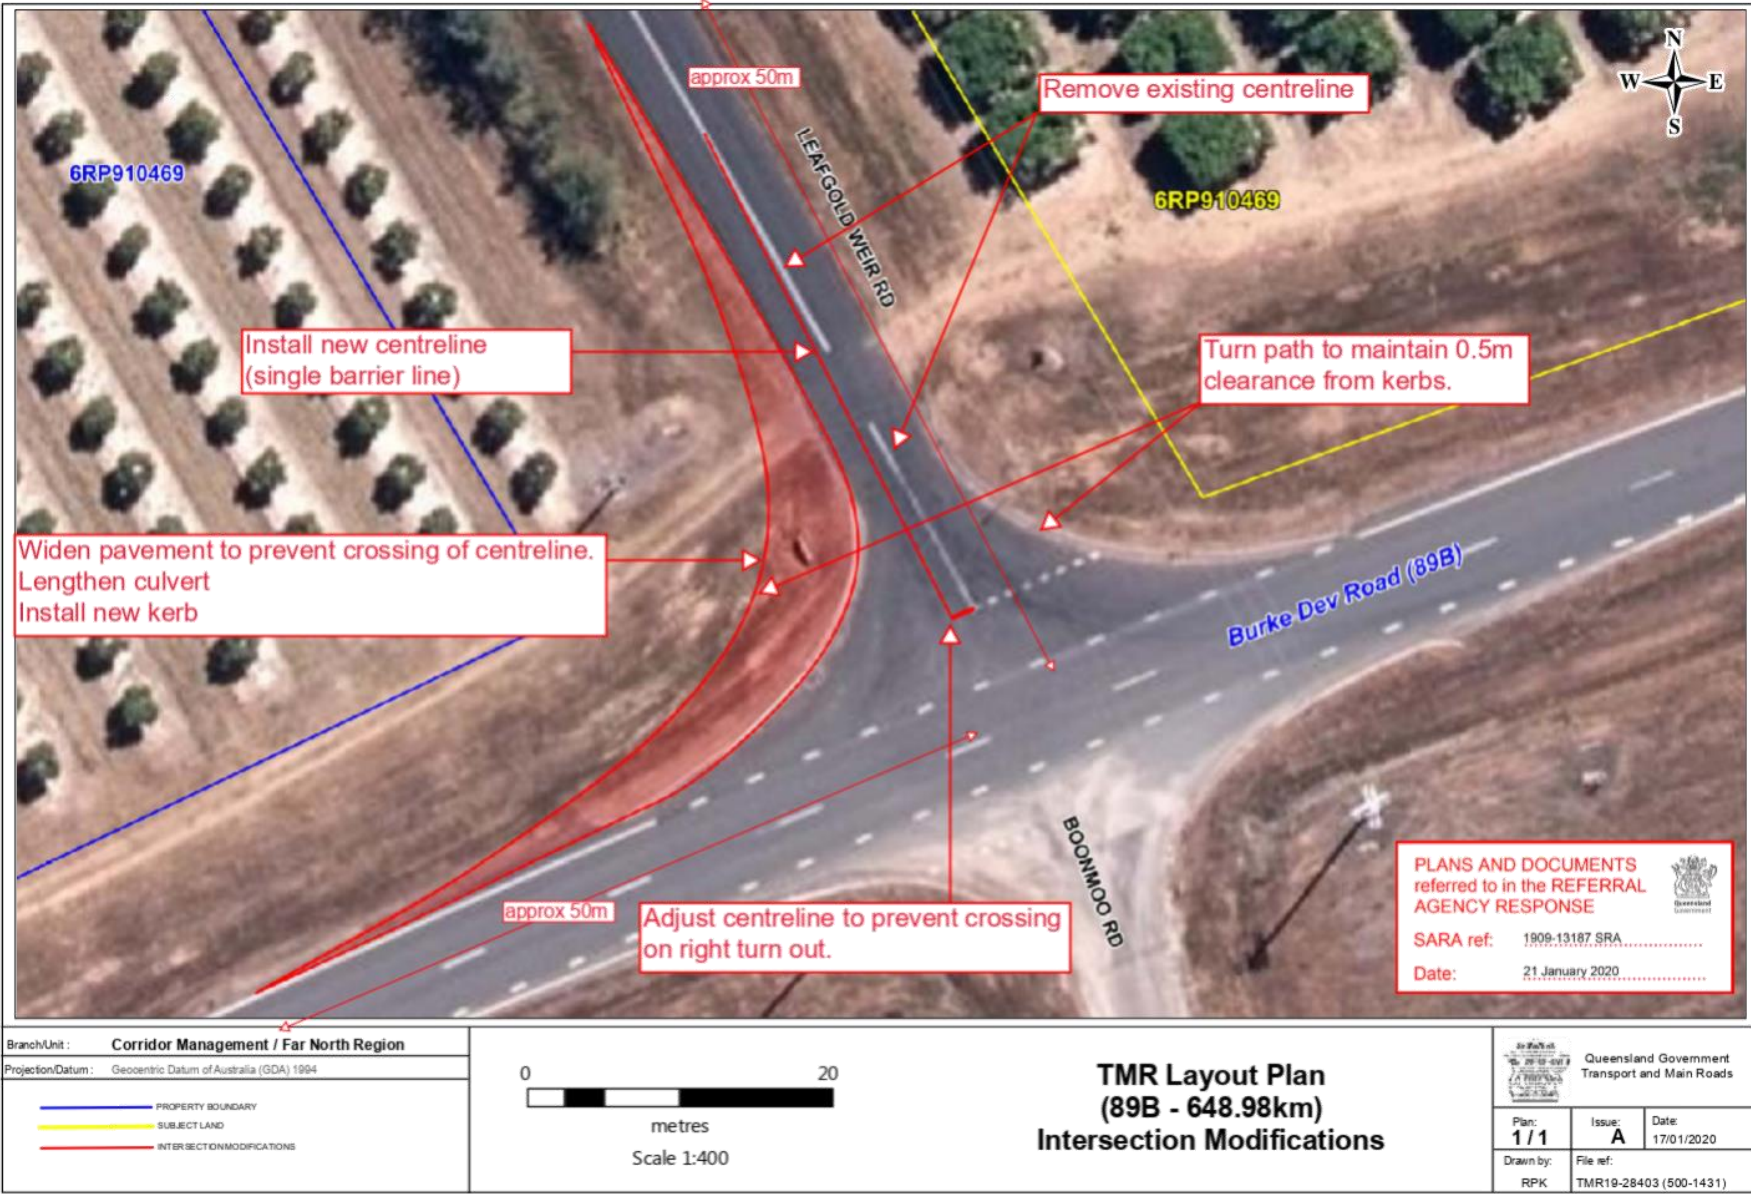 N
W E
S
approx 50m
Remove existing centreline
LEAFGOLD WEIR RD
6RP910469
6RP910469
Install new centreline
(single barrier line)
Turn path to maintain 0.5m
clearance from kerbs.
Widen pavement to prevent crossing of centreline.
Lengthen culvert
Install new kerb
Burke Dev Road (89B)
BOONMOO RD
approx 50m
Adjust centreline to prevent crossing
on right turn out.
PLANS AND DOCUMENTS
referred to in the REFERRAL
AGENCY RESPONSE
Queensland
Government
SARA ref: 1909-13187 SRA
Date: 21 January 2020
Branch/Unit : Corridor Management / Far North Region
Projection/Datum : Geocentric Datum of Australia (GDA) 1994
PROPERTY BOUNDARY
SUBJECT LAND
INTERSECTION MODIFICATIONS
0 20
metres
Scale 1:400
TMR Layout Plan
(89B - 648.98km)
Intersection Modifications
Queensland Government
Transport and Main Roads
Plan: 1 / 1
Issue: A
Date: 17/01/2020
Drawn by: RPK
File ref: TMR19-28403 (500-1431)